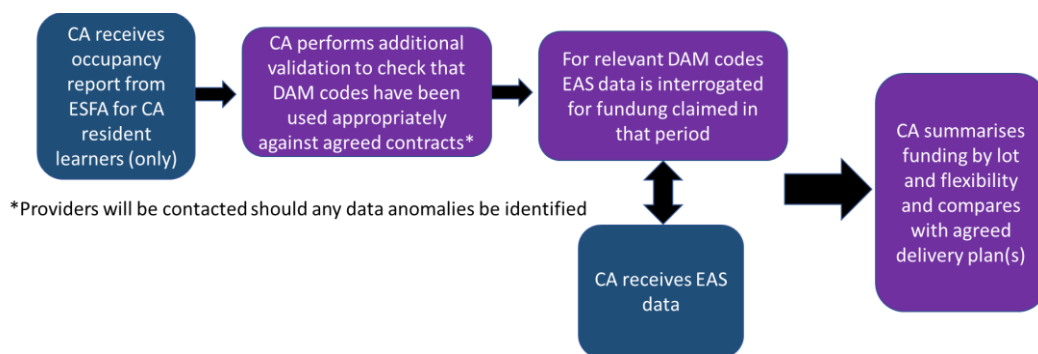 CA receives
occupancy
report from
ESFA for CA
resident
learners (only)
CA performs additional
validation to check that
DAM codes have been
used appropriately
against agreed contracts*
For relevant DAM codes
EAS data is interrogated
for fundung claimed in
that period
CA summarises
funding by lot
and flexibility
and compares
with agreed
delivery plan(s)
*Providers will be contacted should any data anomalies be identified
CA receives EAS
data